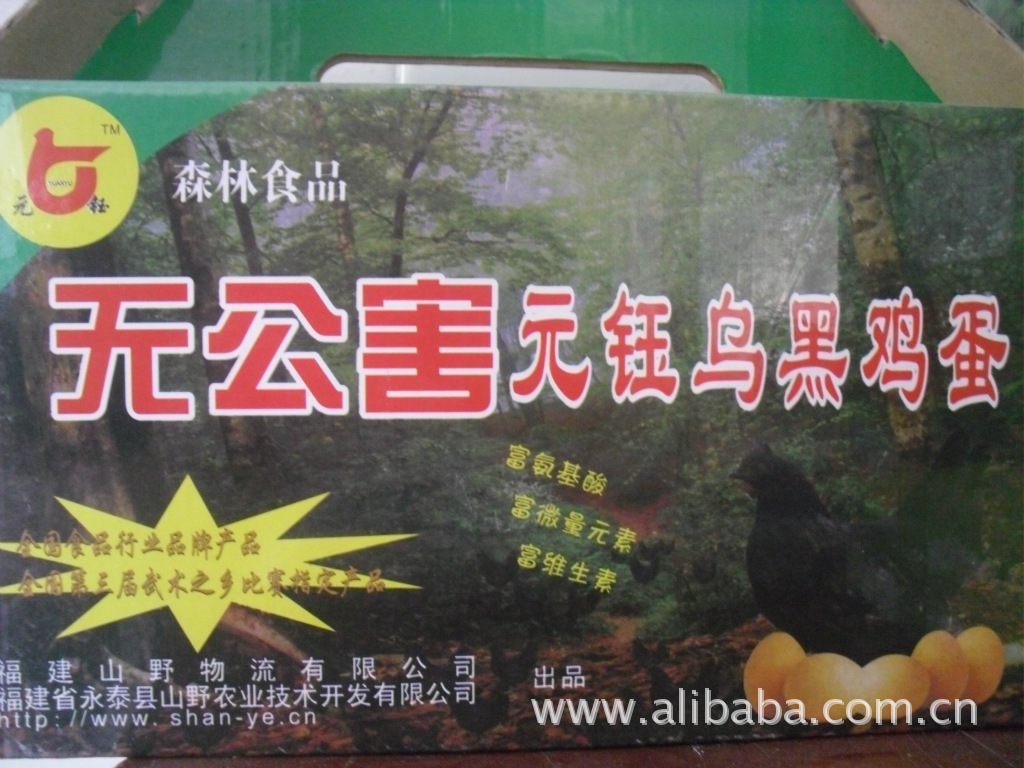 TM
YUANYU
元 钰
森林食品
无公害元钰乌黑鸡蛋
富氨基酸
富微量元素
富维生素
全国食品行业品牌产品
全国第三届武术之乡比赛指定产品
福建山野物流有限公司
福建省永泰县山野农业技术开发有限公司
出品
http://www.shan-ye.cn
www.alibaba.com.cn